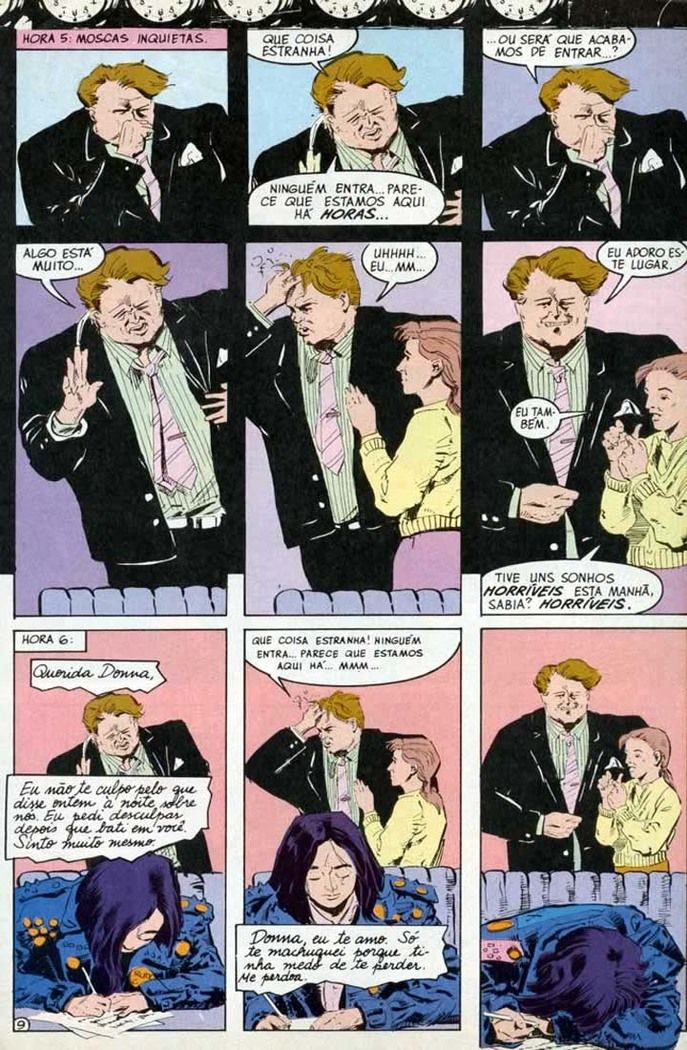 HORA 5: MOSCAS INQUIETAS.
QUE COISA
ESTRANHA!
NINGUÉM ENTRA...PARE-
CE QUE ESTAMOS AQUI
HÁ HORAS...
...OU SERÁ QUE ACABA-
MOS DE ENTRAR...?
ALGO ESTÁ
MUITO...
UHHHH...
EU...MM...
EU ADORO ES-
TE LUGAR.
EU TAM-
BÉM.
TIVE UNS SONHOS
HORRÍVEIS ESTA MANHÃ,
SABIA? HORRÍVEIS.
HORA 6:
Querida Donna,
Eu não te culpo pelo que
disse ontem à noite sobre
nós. Eu pedi desculpas
depois que bati em você.
Sinto muito mesmo.
QUE COISA ESTRANHA! NINGUÉM
ENTRA... PARECE QUE ESTAMOS
AQUI HÁ... MMM...
Donna, eu te amo. Só
te machuquei porque ti-
nha medo de te perder.
Me perdoa.
9